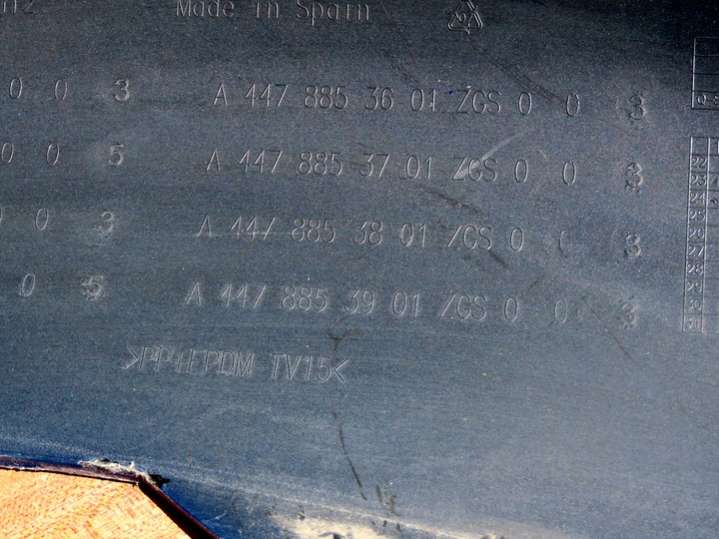 Made in Spain
0 0 3 A 447 885 36 01 ZGS 0 0 3
0 0 5 A 447 885 37 01 ZGS 0 0 3
0 0 3 A 447 885 38 01 ZGS 0 0 3
0 5 A 447 885 39 01 ZGS 0 0 3
>PP+EPDM TV15<